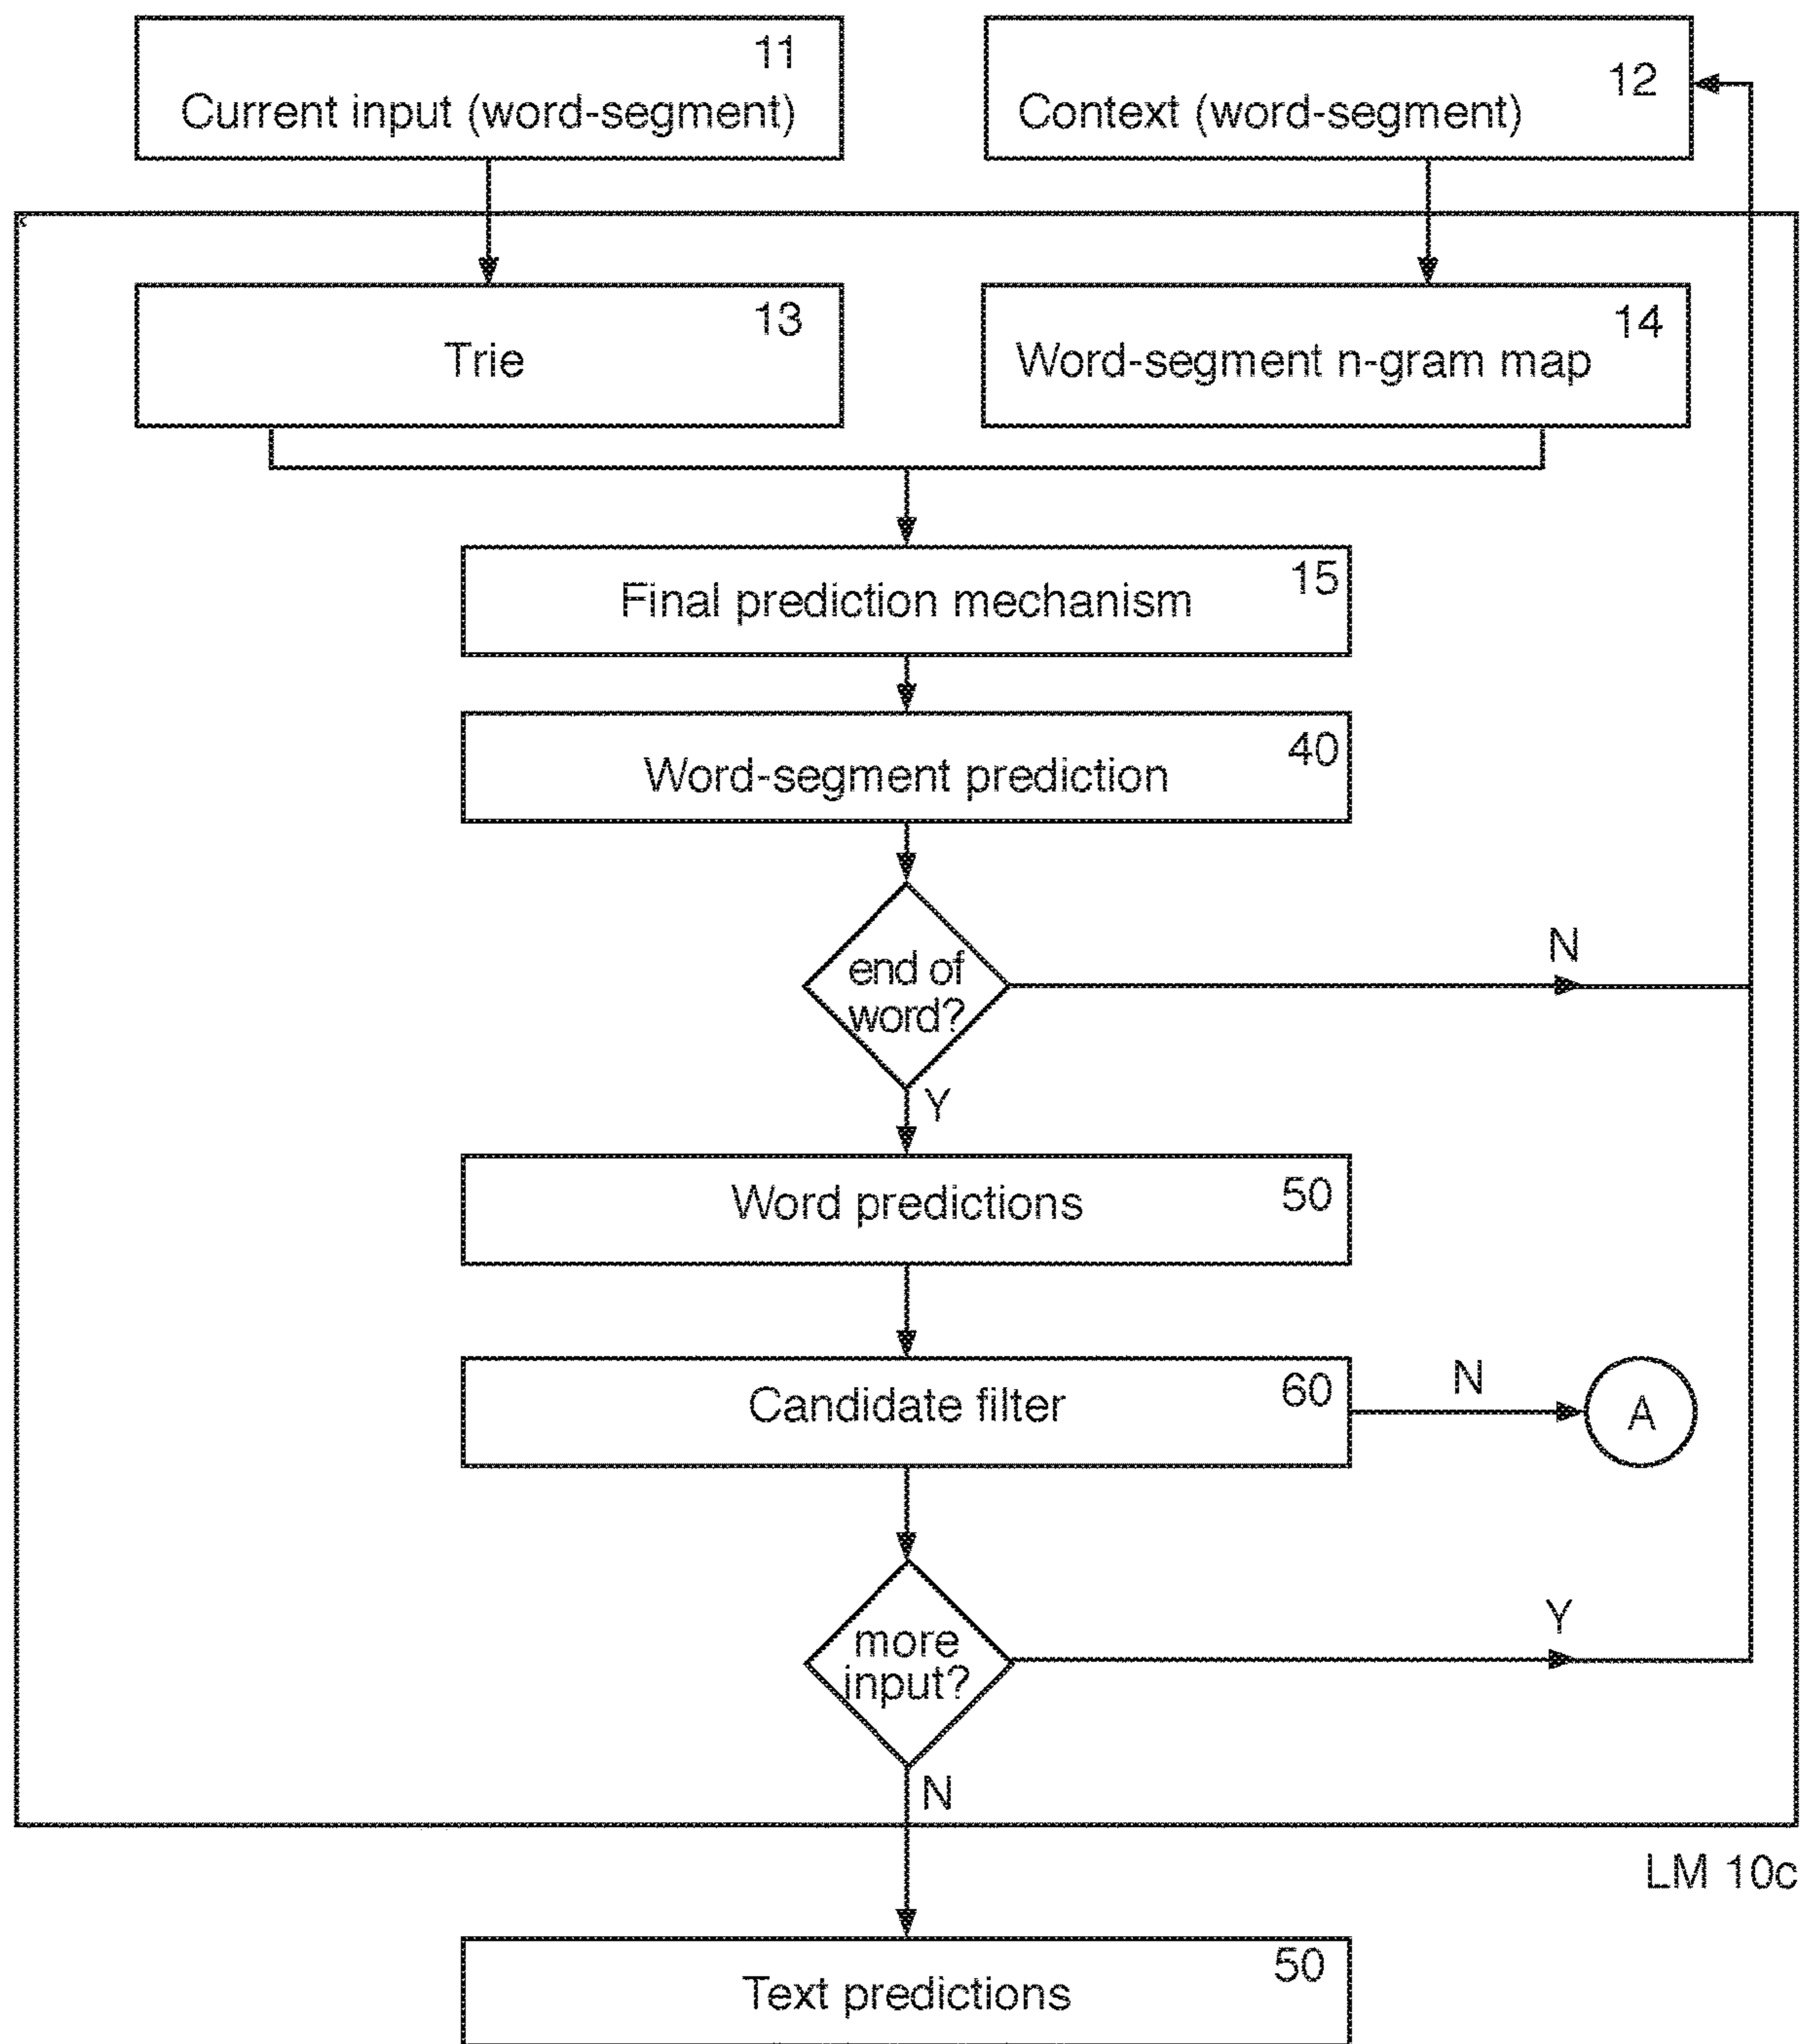 11
Current input (word-segment)
12
Context (word-segment)
13
Trie
14
Word-segment n-gram map
15
Final prediction mechanism
40
Word-segment prediction
end of
word?
N
Y
Word predictions
50
Candidate filter
60
N
A
more
input?
Y
N
LM 10c
50
Text predictions